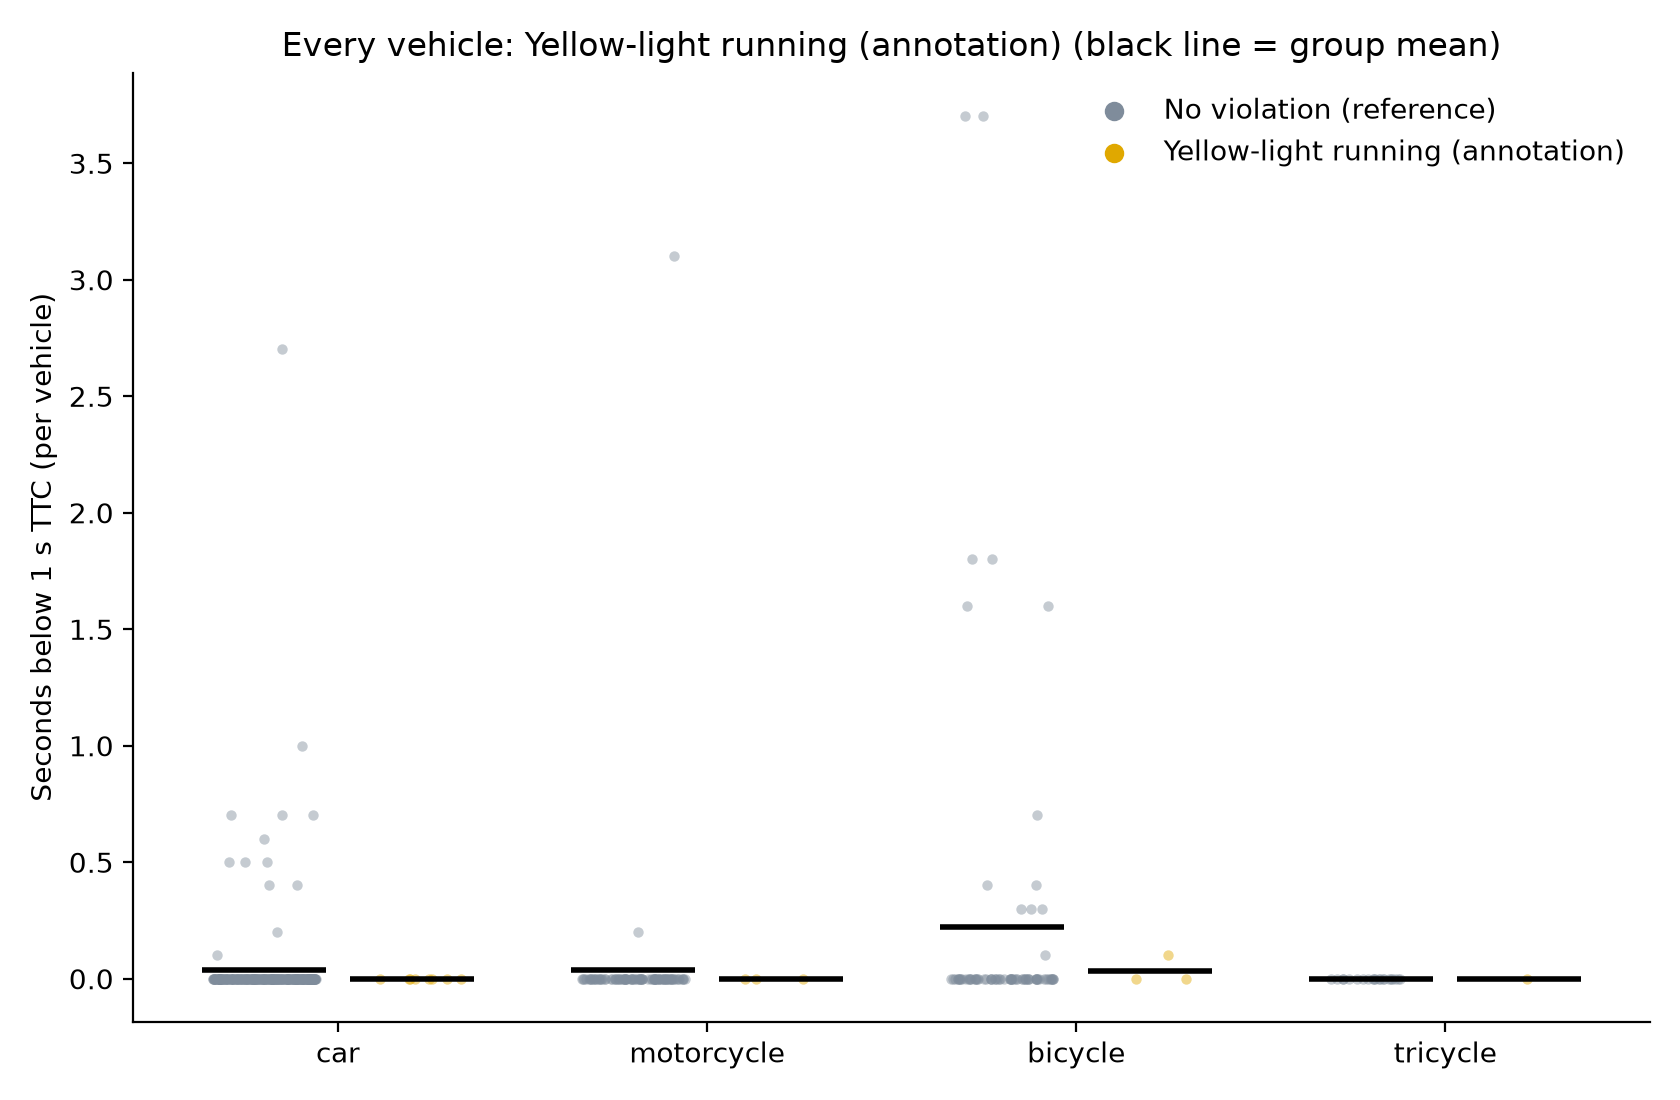 Every vehicle: Yellow-light running (annotation) (black line = group mean)
No violation (reference)
Yellow-light running (annotation)
Seconds below 1 s TTC (per vehicle)
3.5
3.0
2.5
2.0
1.5
1.0
0.5
0.0
car
motorcycle
bicycle
tricycle